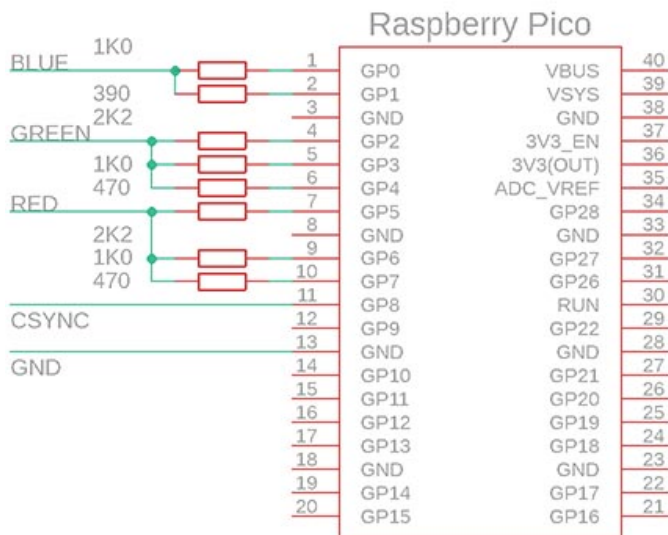 Raspberry Pico
1K0
BLUE
390
2K2
GREEN
1K0
470
RED
2K2
1K0
470
CSYNC
GND
1 GP0 VBUS 40
2 GP1 VSYS 39
3 GND GND 38
4 GP2 3V3_EN 37
5 GP3 3V3(OUT) 36
6 GP4 ADC_VREF 35
7 GP5 GP28 34
8 GND GND 33
9 GP6 GP27 32
10 GP7 GP26 31
11 GP8 RUN 30
12 GP9 GP22 29
13 GND GND 28
14 GP10 GP21 27
15 GP11 GP20 26
16 GP12 GP19 25
17 GP13 GP18 24
18 GND GND 23
19 GP14 GP17 22
20 GP15 GP16 21